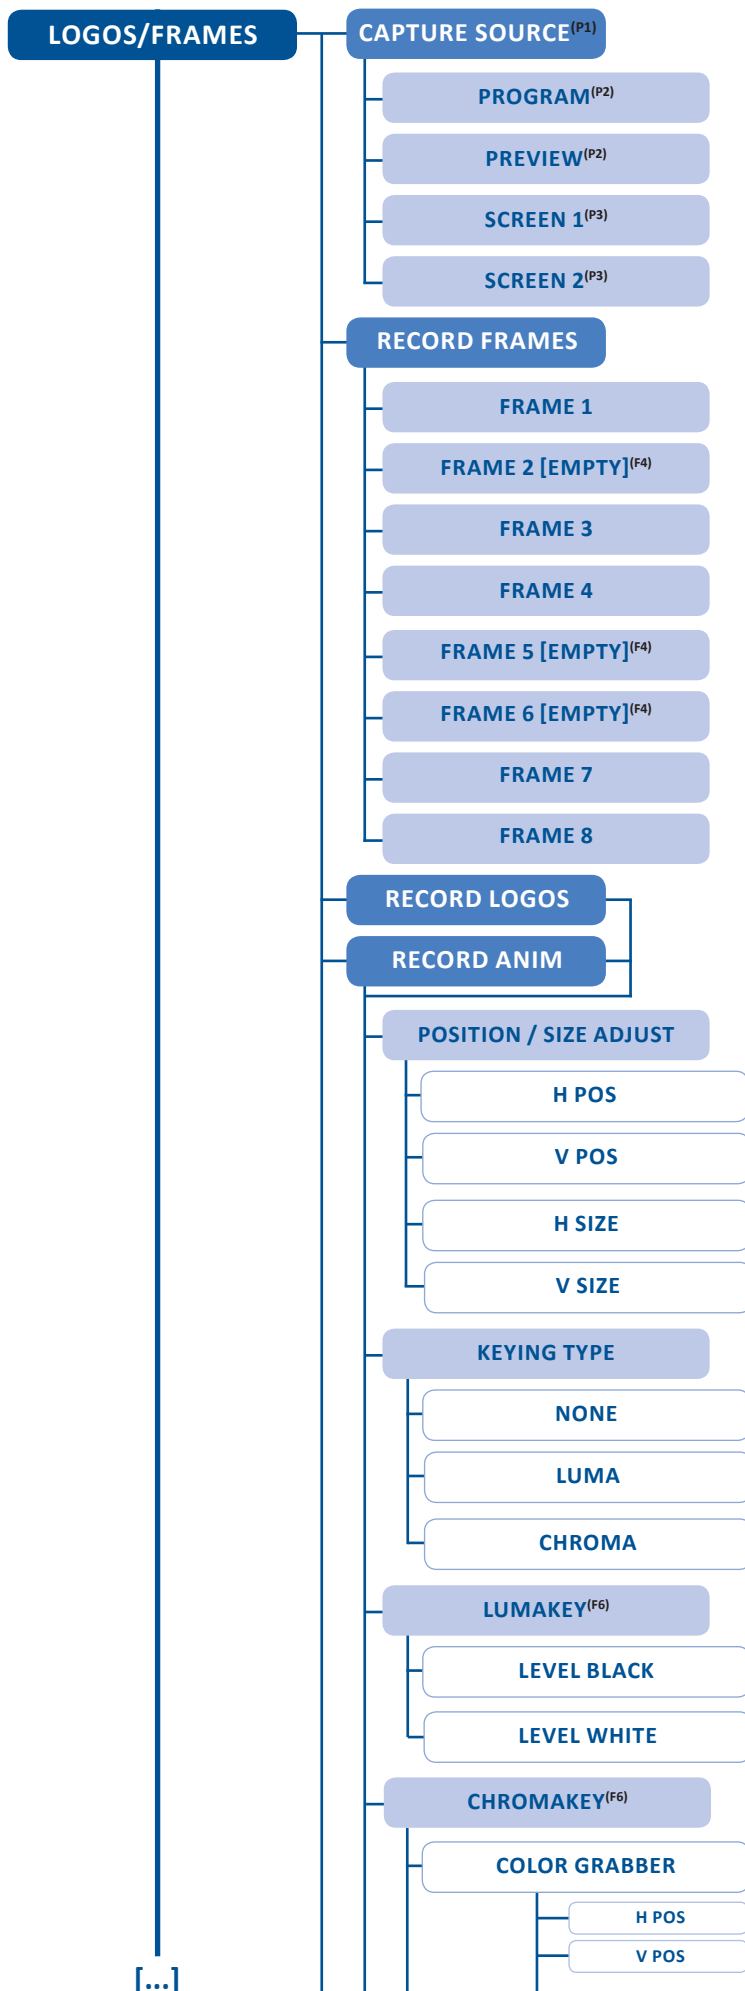 LOGOS/FRAMES
CAPTURE SOURCE(P1)
PROGRAM(P2)
PREVIEW(P2)
SCREEN 1(P3)
SCREEN 2(P3)
RECORD FRAMES
FRAME 1
FRAME 2 [EMPTY](F4)
FRAME 3
FRAME 4
FRAME 5 [EMPTY](F4)
FRAME 6 [EMPTY](F4)
FRAME 7
FRAME 8
RECORD LOGOS
RECORD ANIM
POSITION / SIZE ADJUST
H POS
V POS
H SIZE
V SIZE
KEYING TYPE
NONE
LUMA
CHROMA
LUMAKEY(F6)
LEVEL BLACK
LEVEL WHITE
CHROMAKEY(F6)
COLOR GRABBER
H POS
V POS
[...]